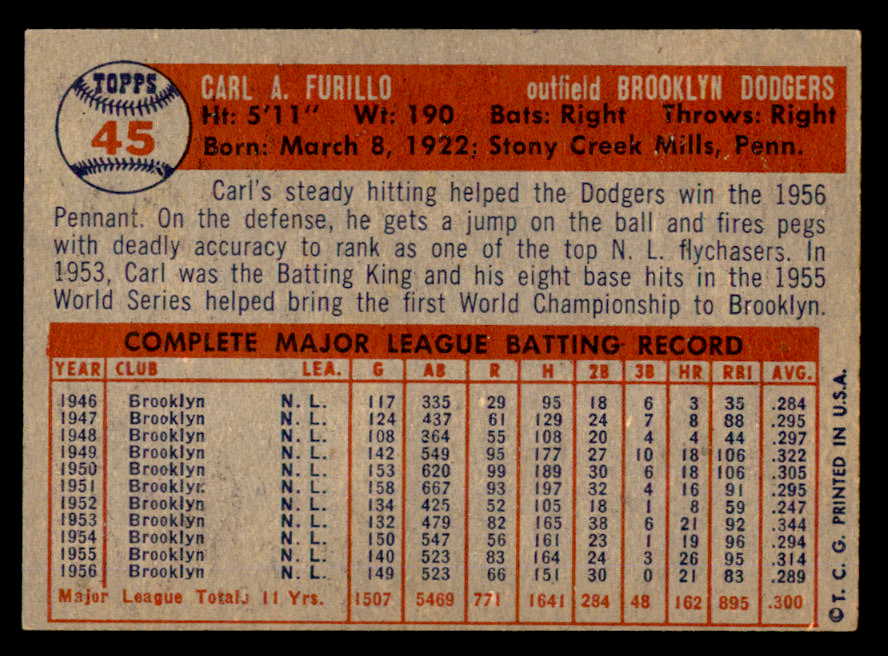 TOPPS
45
CARL A. FURILLO outfield BROOKLYN DODGERS
Ht: 5'11" Wt: 190 Bats: Right Throws: Right
Born: March 8, 1922; Stony Creek Mills, Penn.
Carl's steady hitting helped the Dodgers win the 1956
Pennant. On the defense, he gets a jump on the ball and fires pegs
with deadly accuracy to rank as one of the top N. L. flychasers. In
1953, Carl was the Batting King and his eight base hits in the 1955
World Series helped bring the first World Championship to Brooklyn.
COMPLETE MAJOR LEAGUE BATTING RECORD
YEAR CLUB LEA. G AB R H 2B 3B HR RBI AVG.
1946 Brooklyn N. L. 117 335 29 95 18 6 3 35 .284
1947 Brooklyn N. L. 124 437 61 129 24 7 8 88 .295
1948 Brooklyn N. L. 108 364 55 108 20 4 4 44 .297
1949 Brooklyn N. L. 142 549 95 177 27 10 18 106 .322
1950 Brooklyn N. L. 153 620 99 189 30 6 18 106 .305
1951 Brooklyn N. L. 158 667 93 197 32 4 16 91 .295
1952 Brooklyn N. L. 134 425 52 105 18 1 8 59 .247
1953 Brooklyn N. L. 132 479 82 165 38 6 21 92 .344
1954 Brooklyn N. L. 150 547 56 161 23 1 19 96 .294
1955 Brooklyn N. L. 140 523 83 164 24 3 26 95 .314
1956 Brooklyn N. L. 149 523 66 151 30 0 21 83 .289
Major League Totals 11 Yrs. 1507 5469 771 1641 284 48 162 895 .300
©T. C. G. PRINTED IN U.S.A.